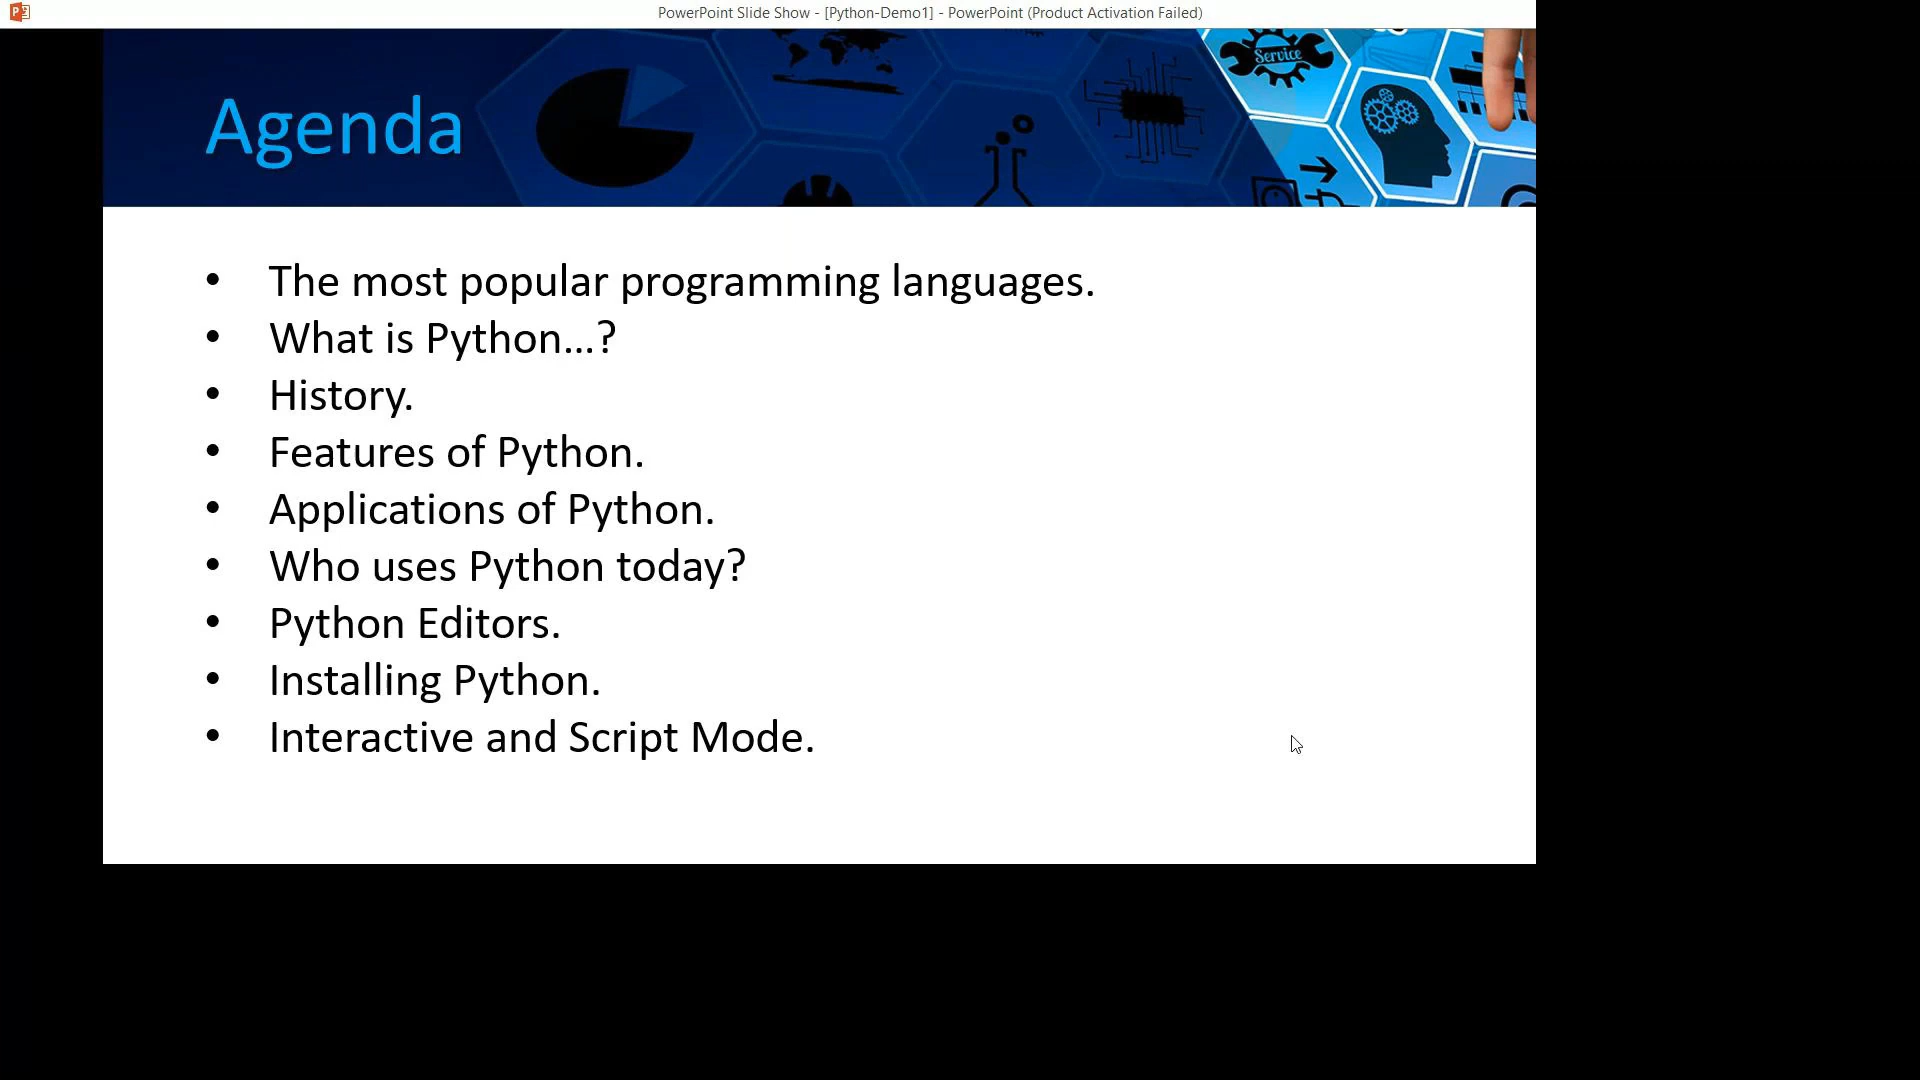 PowerPoint Slide Show - [Python-Demo1] - PowerPoint (Product Activation Failed)
Service
Agenda
• The most popular programming languages.
• What is Python...?
• History.
• Features of Python.
• Applications of Python.
• Who uses Python today?
• Python Editors.
• Installing Python.
• Interactive and Script Mode.